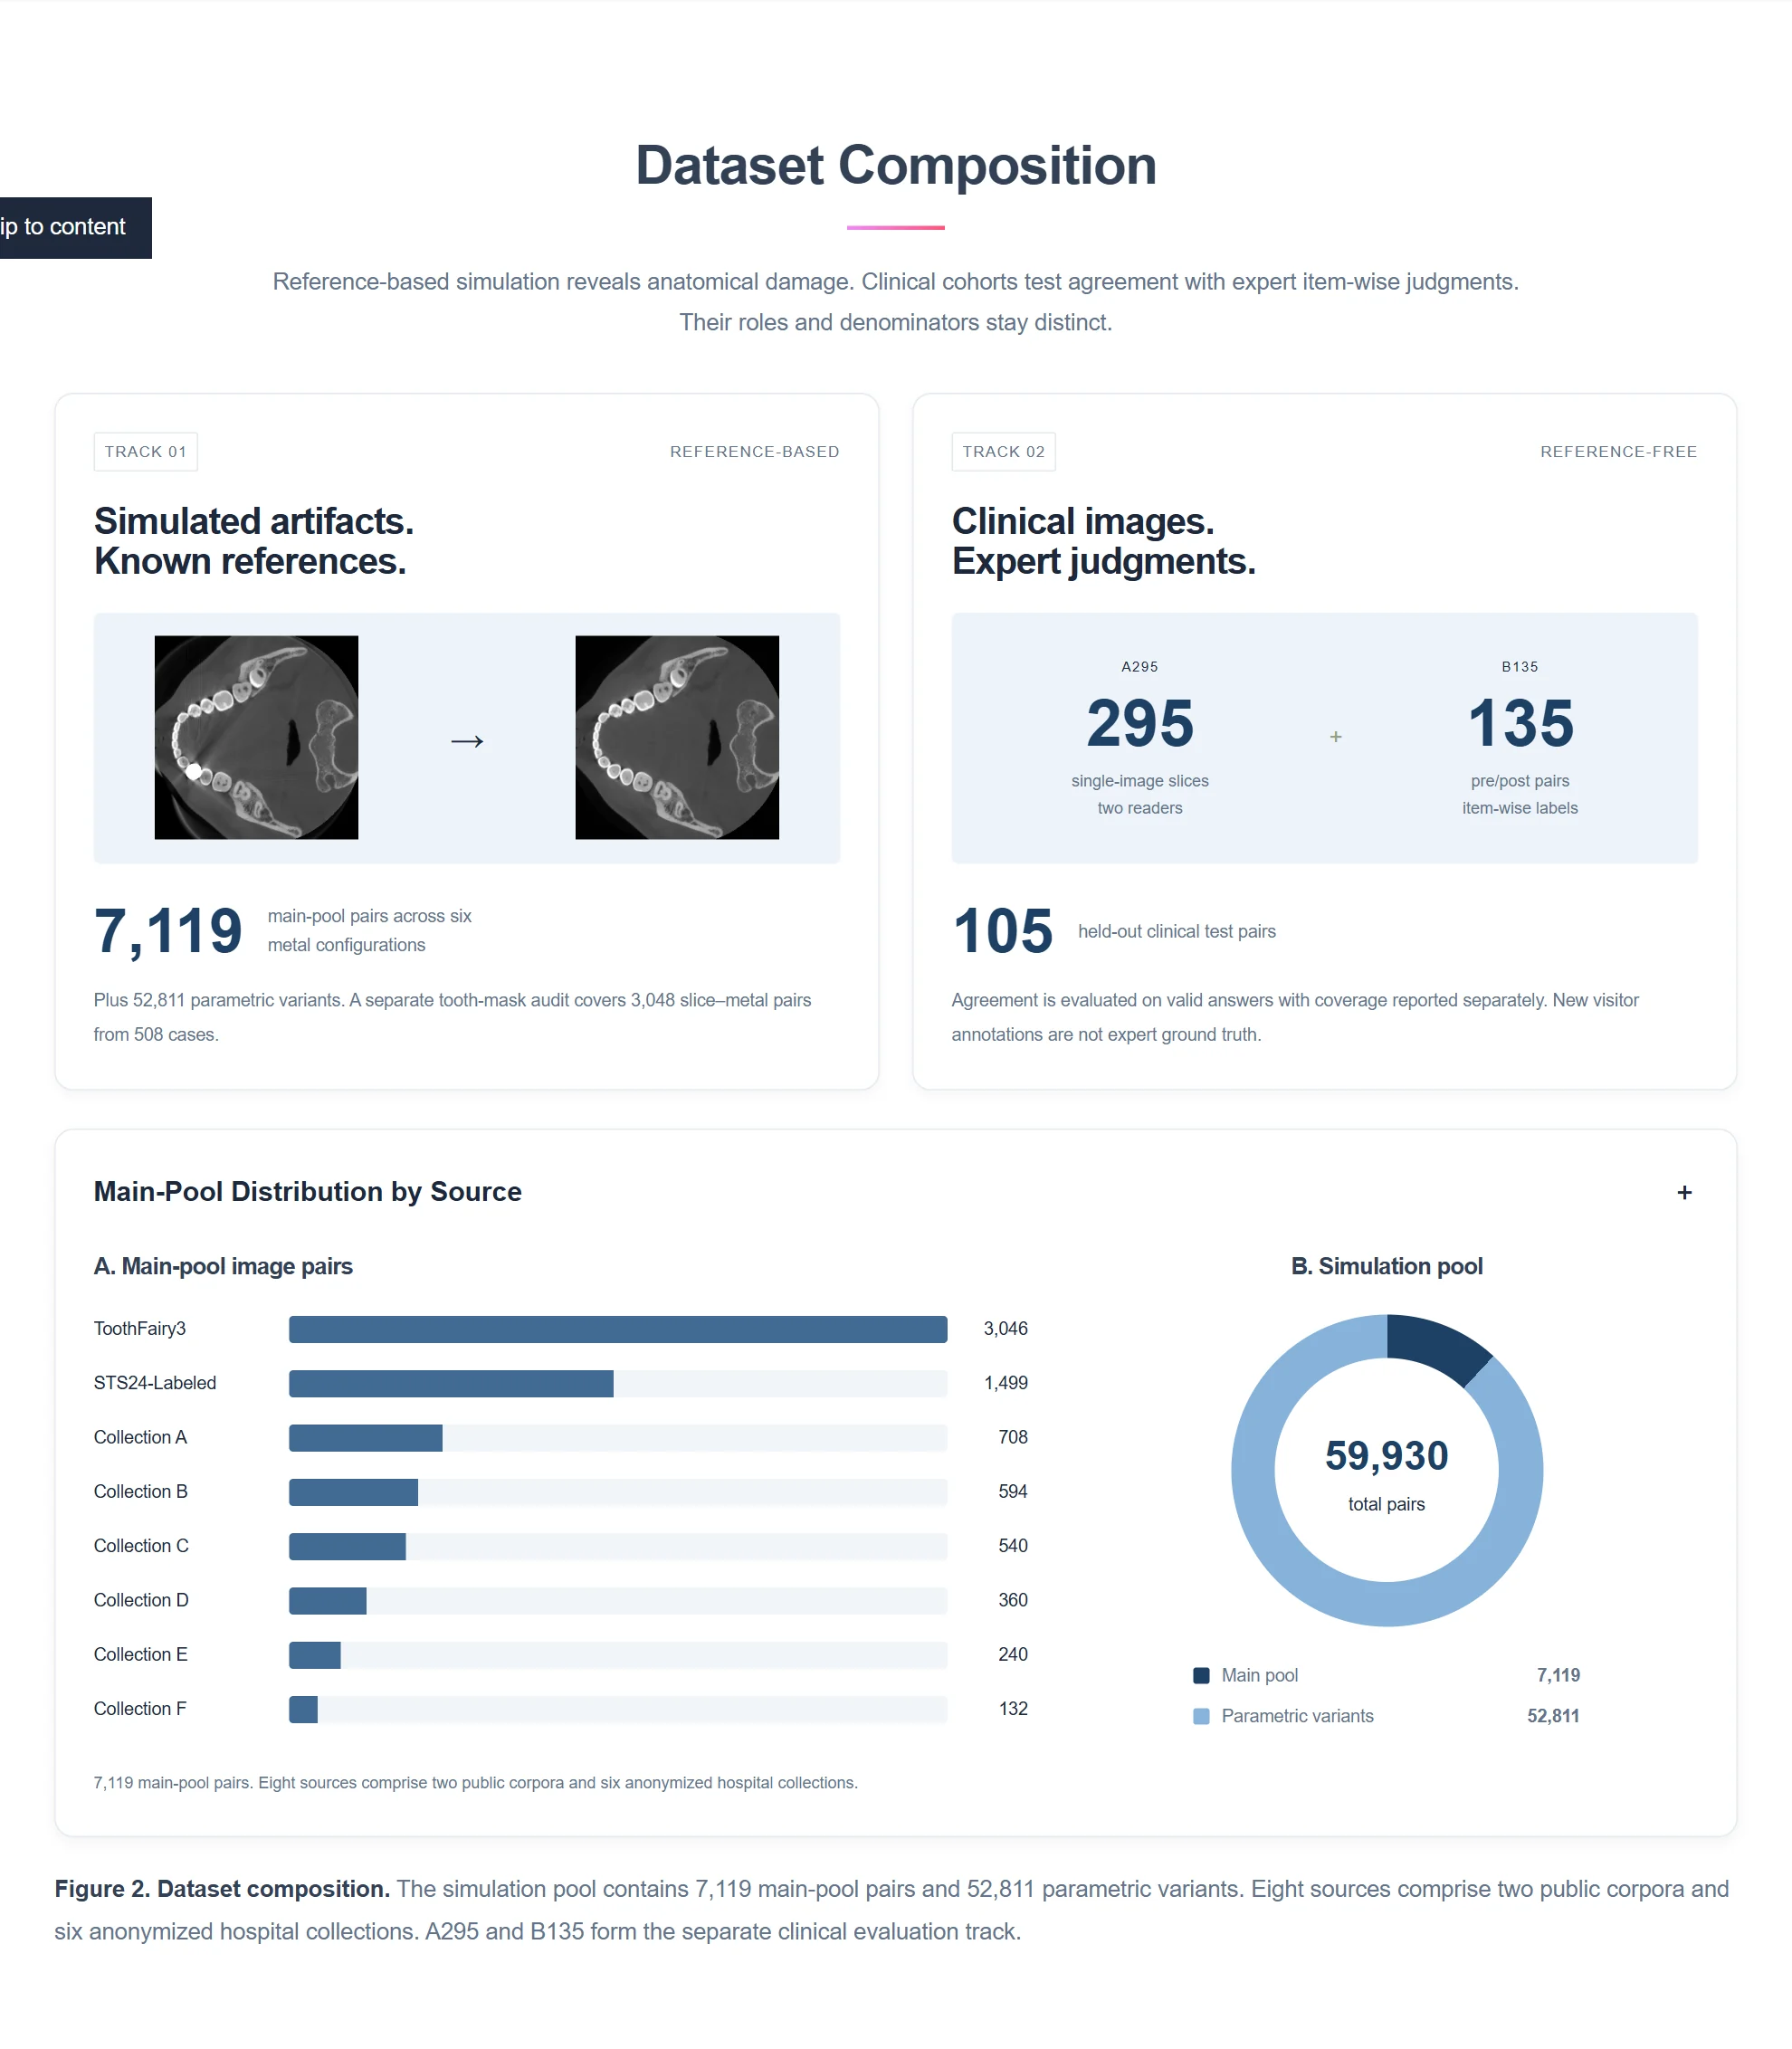 Dataset Composition
ip to content
Reference-based simulation reveals anatomical damage. Clinical cohorts test agreement with expert item-wise judgments.
Their roles and denominators stay distinct.
TRACK 01
REFERENCE-BASED
Simulated artifacts.
Known references.
→
7,119
main-pool pairs across six
metal configurations
Plus 52,811 parametric variants. A separate tooth-mask audit covers 3,048 slice–metal pairs
from 508 cases.
TRACK 02
REFERENCE-FREE
Clinical images.
Expert judgments.
A295
295
single-image slices
two readers
+
B135
135
pre/post pairs
item-wise labels
105
held-out clinical test pairs
Agreement is evaluated on valid answers with coverage reported separately. New visitor
annotations are not expert ground truth.
Main-Pool Distribution by Source
+
A. Main-pool image pairs
ToothFairy3 3,046
STS24-Labeled 1,499
Collection A 708
Collection B 594
Collection C 540
Collection D 360
Collection E 240
Collection F 132
7,119 main-pool pairs. Eight sources comprise two public corpora and six anonymized hospital collections.
B. Simulation pool
59,930
total pairs
Main pool 7,119
Parametric variants 52,811
Figure 2. Dataset composition. The simulation pool contains 7,119 main-pool pairs and 52,811 parametric variants. Eight sources comprise two public corpora and
six anonymized hospital collections. A295 and B135 form the separate clinical evaluation track.